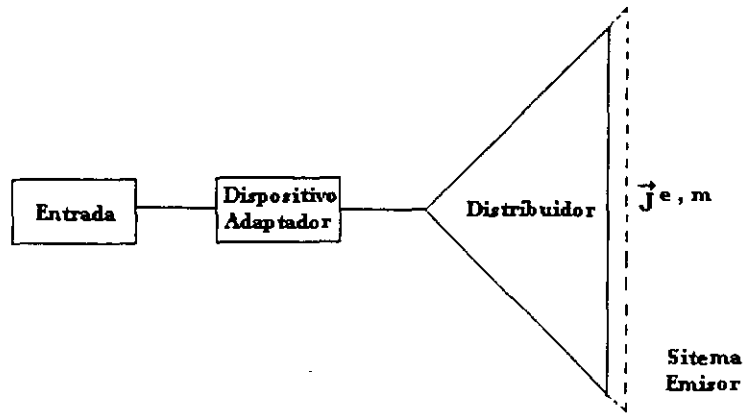 Entrada
Dispositivo
Adaptador
Distribuidor
J⃗ e, m
Sitema
Emisor